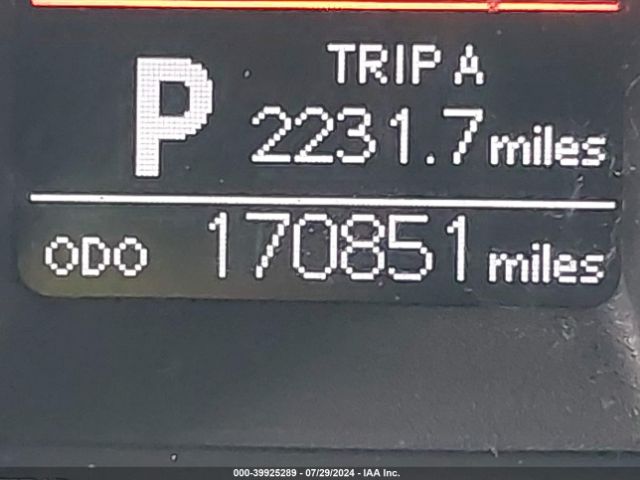 TRIP A
P 2231.7 miles
ODO 170851 miles
000-39925289 - 07/29/2024 - IAA Inc.